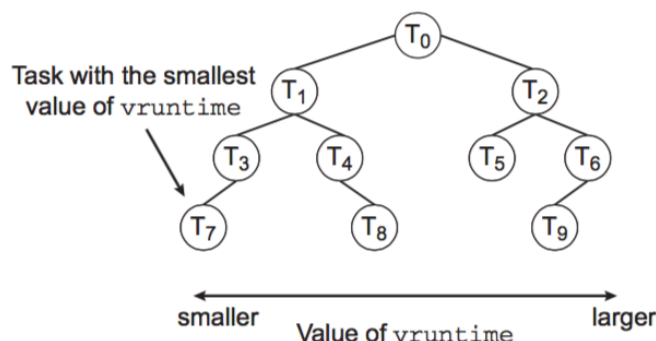 T0
Task with the smallest
value of vruntime
T1
T2
T3
T4
T5
T6
T7
T8
T9
smaller
larger
Value of vruntime